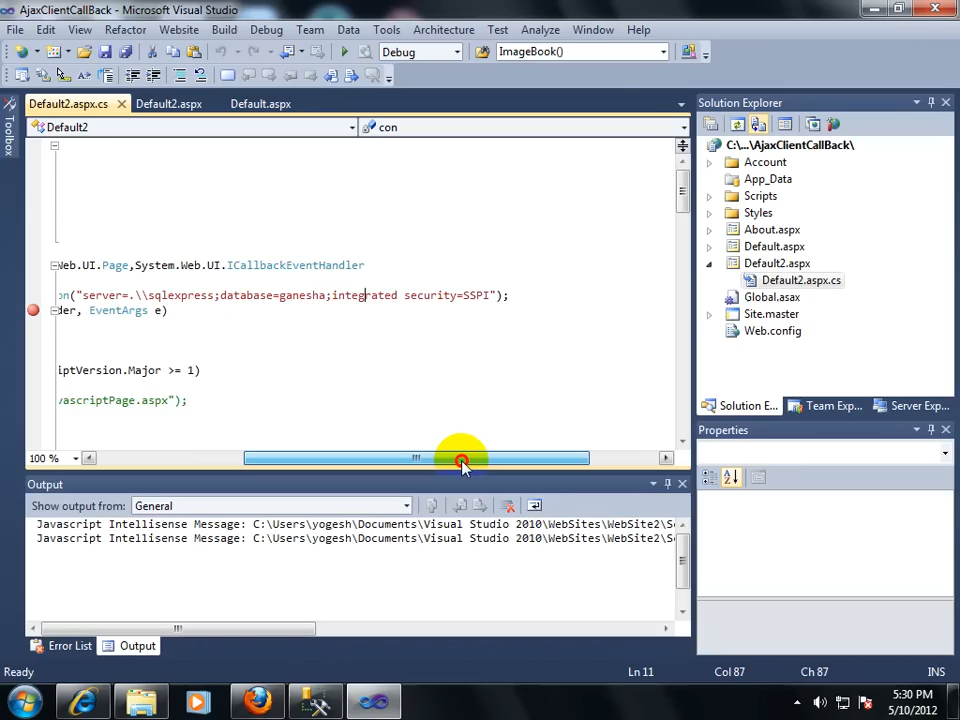 AjaxClientCallBack - Microsoft Visual Studio
File Edit View Refactor Website Build Debug Team Data Tools Architecture Test Analyze Window Help
Debug ImageBook()
Default2.aspx.cs Default2.aspx Default.aspx
Default2 con
Web.UI.Page,System.Web.UI.ICallbackEventHandler
on("server=.\\sqlexpress;database=ganesha;integrated security=SSPI");
der, EventArgs e)
iptVersion.Major >= 1)
vascriptPage.aspx");
100 %
Output
Show output from: General
Javascript Intellisense Message: C:\Users\yogesh\Documents\Visual Studio 2010\WebSites\WebSite2\Sc
Javascript Intellisense Message: C:\Users\yogesh\Documents\Visual Studio 2010\WebSites\WebSite2\Sc
Error List Output
Toolbox
Solution Explorer
C:\...\AjaxClientCallBack\
Account
App_Data
Scripts
Styles
About.aspx
Default.aspx
Default2.aspx
Default2.aspx.cs
Global.asax
Site.master
Web.config
Solution E... Team Exp... Server Exp...
Properties
Ready Ln 11 Col 87 Ch 87 INS
5:30 PM
5/10/2012